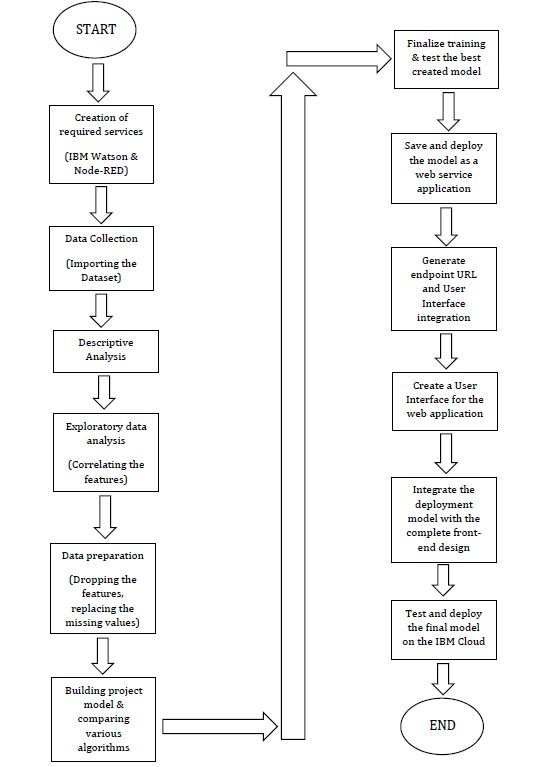 START
Creation of
required services
(IBM Watson &
Node-RED)
Data Collection
(Importing the
Dataset)
Descriptive
Analysis
Exploratory data
analysis
(Correlating the
features)
Data preparation
(Dropping the
features,
replacing the
missing values)
Building project
model &
comparing
various
algorithms
Finalize training
& test the best
created model
Save and deploy
the model as a
web service
application
Generate
endpoint URL
and User
Interface
integration
Create a User
Interface for the
web application
Integrate the
deployment
model with the
complete front-
end design
Test and deploy
the final model
on the IBM Cloud
END